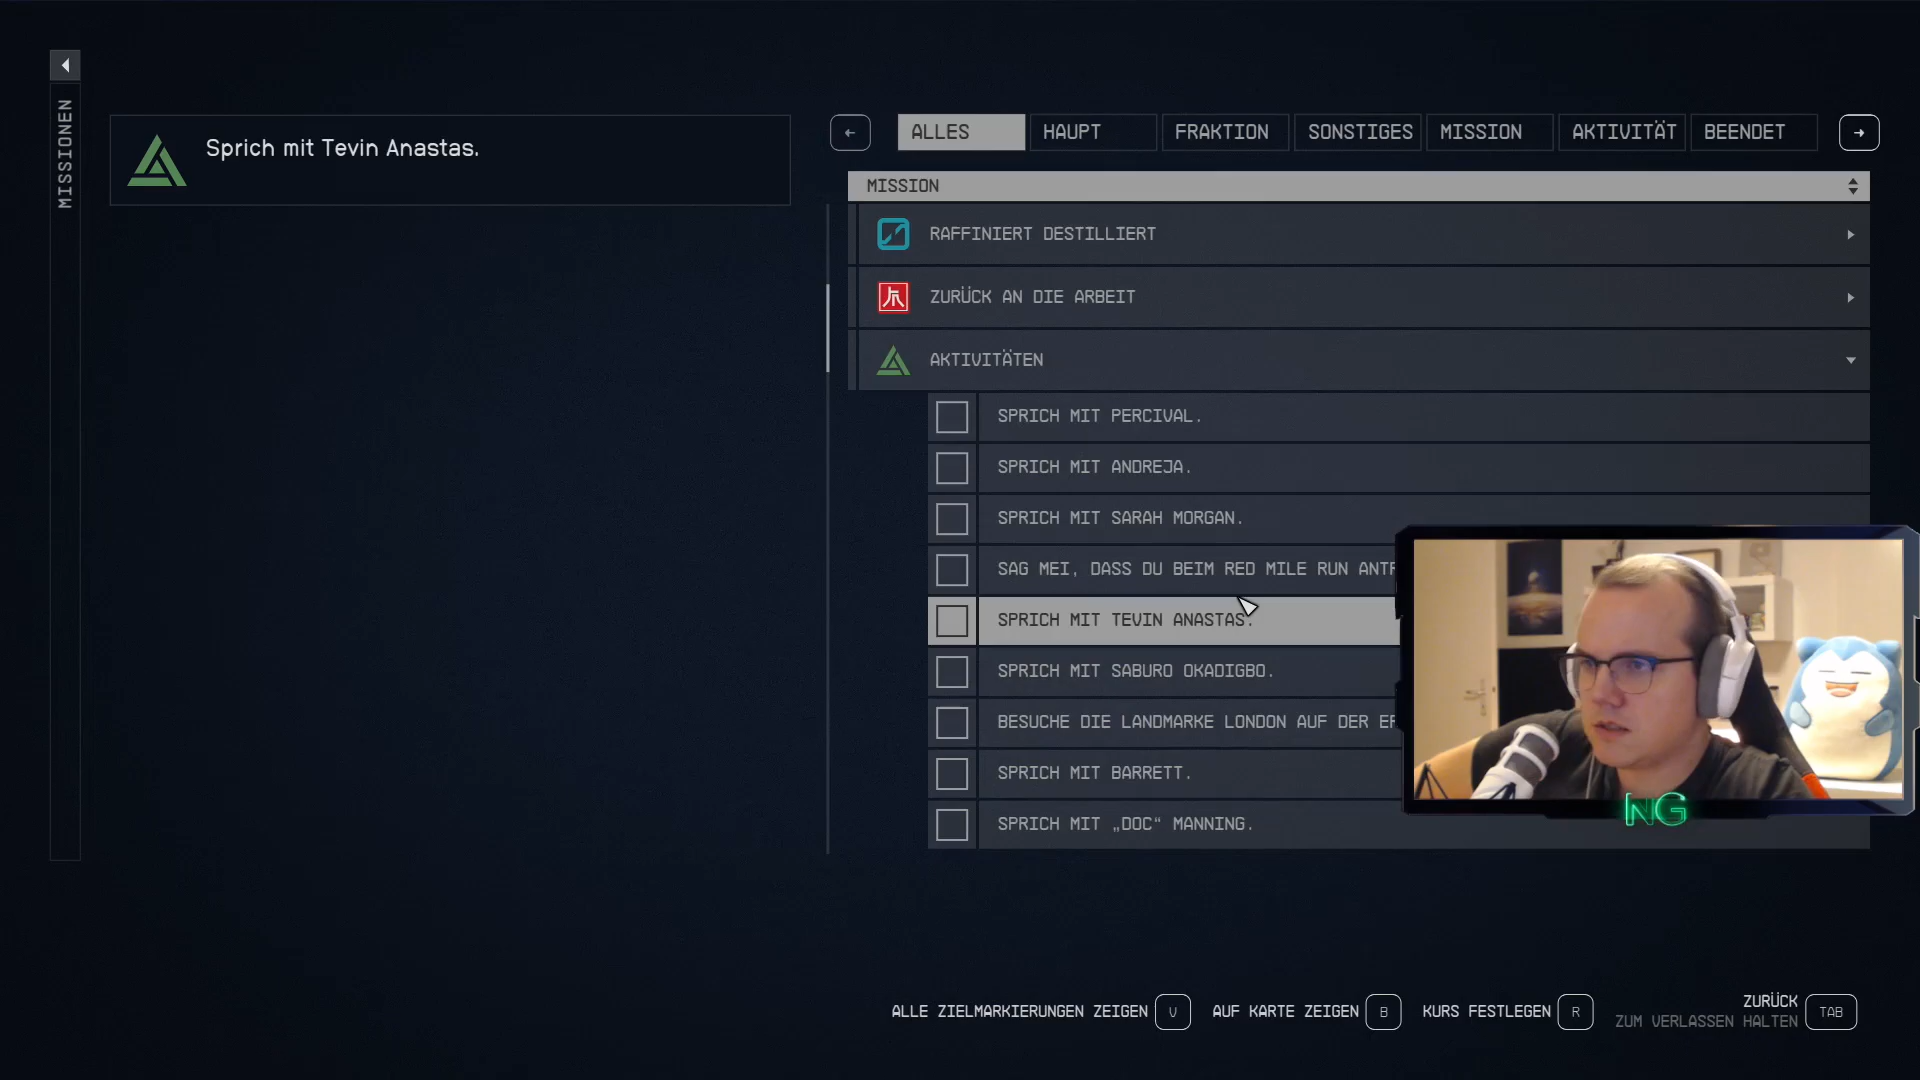 MISSIONEN
Sprich mit Tevin Anastas.
ALLES
HAUPT
FRAKTION
SONSTIGES
MISSION
AKTIVITÄT
BEENDET
MISSION
RAFFINIERT DESTILLIERT
ZURÜCK AN DIE ARBEIT
AKTIVITÄTEN
SPRICH MIT PERCIVAL.
SPRICH MIT ANDREJA.
SPRICH MIT SARAH MORGAN.
SAG MEI, DASS DU BEIM RED MILE RUN
SPRICH MIT TEVIN ANASTAS.
SPRICH MIT SABURO OKADIGBO.
BESUCHE DIE LANDMARKE LONDON AUF DER
SPRICH MIT BARRETT.
SPRICH MIT „DOC“ MANNING.
NG
ALLE ZIELMARKIERUNGEN ZEIGEN V
AUF KARTE ZEIGEN B
KURS FESTLEGEN R
ZURÜCK
ZUM VERLASSEN HALTEN
TAB